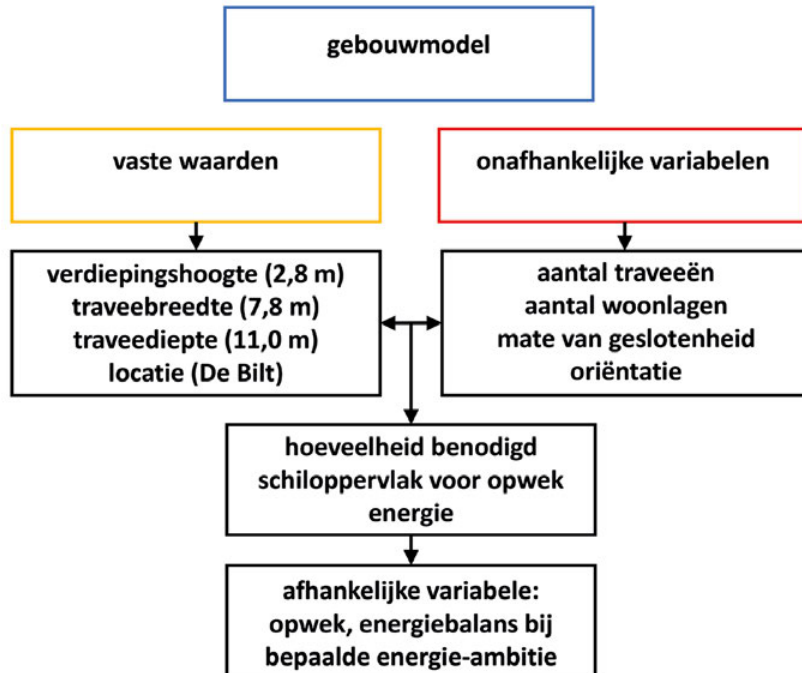 gebouwmodel
vaste waarden
onafhankelijke variabelen
verdiepingshoogte (2,8 m)
traveebreedte (7,8 m)
traveediepte (11,0 m)
locatie (De Bilt)
aantal traveeën
aantal woonlagen
mate van geslotenheid
oriëntatie
hoeveelheid benodigd
schiloppervlak voor opwek
energie
afhankelijke variabele:
opwek, energiebalans bij
bepaalde energie-ambitie